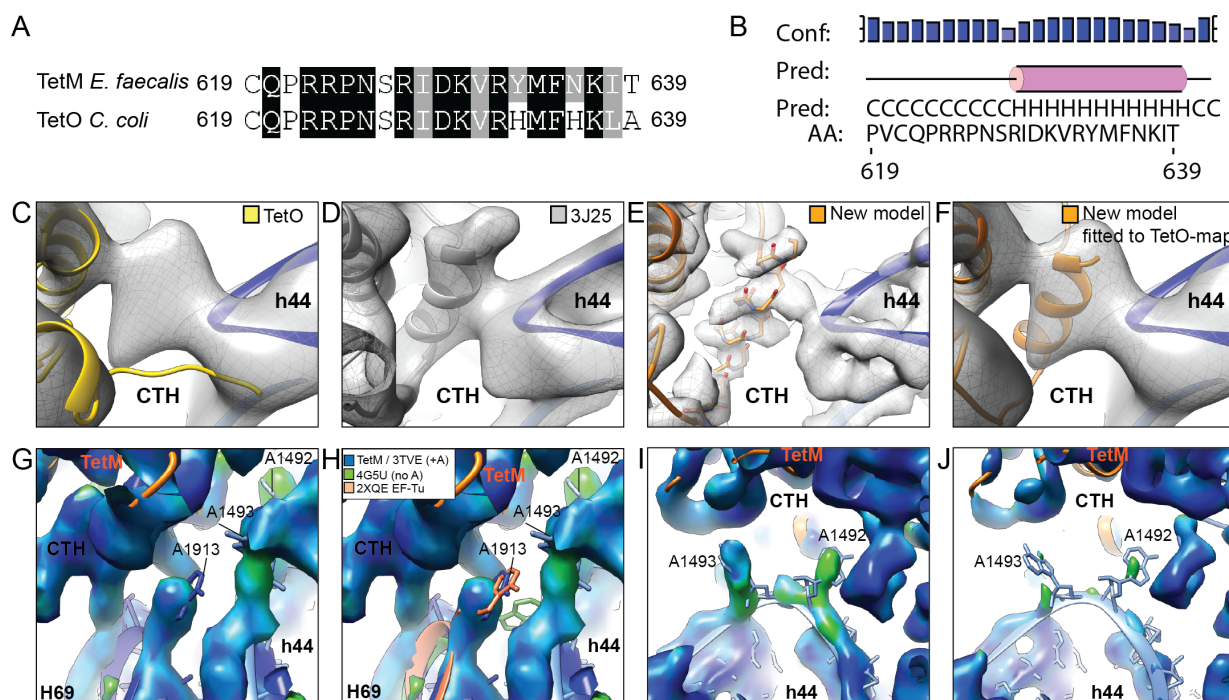 A
TetM E. faecalis 619 CQPRRPNSRIDKVRYMFNKIT 639
TetO C. coli 619 CQPRRPNSRIDKVRHMFHKLA 639
B
Conf:
Pred:
Pred: CCCCCCCCCCHHHHHHHHHHHHCC
AA: PVCQPRRPNSRIDKVRYMFNKIT
619 639
C
TetO
h44
CTH
D
3J25
h44
CTH
E
New model
h44
CTH
F
New model
fitted to TetO-map
h44
CTH
G
TetM
A1492
A1493
CTH
A1913
h44
H69
H
TetM / 3TVE (+A)
4G5U (no A)
2XQE EF-Tu
TetM
A1492
A1493
CTH
A1913
h44
H69
I
TetM
CTH
A1493
A1492
h44
J
TetM
CTH
A1493
A1492
h44